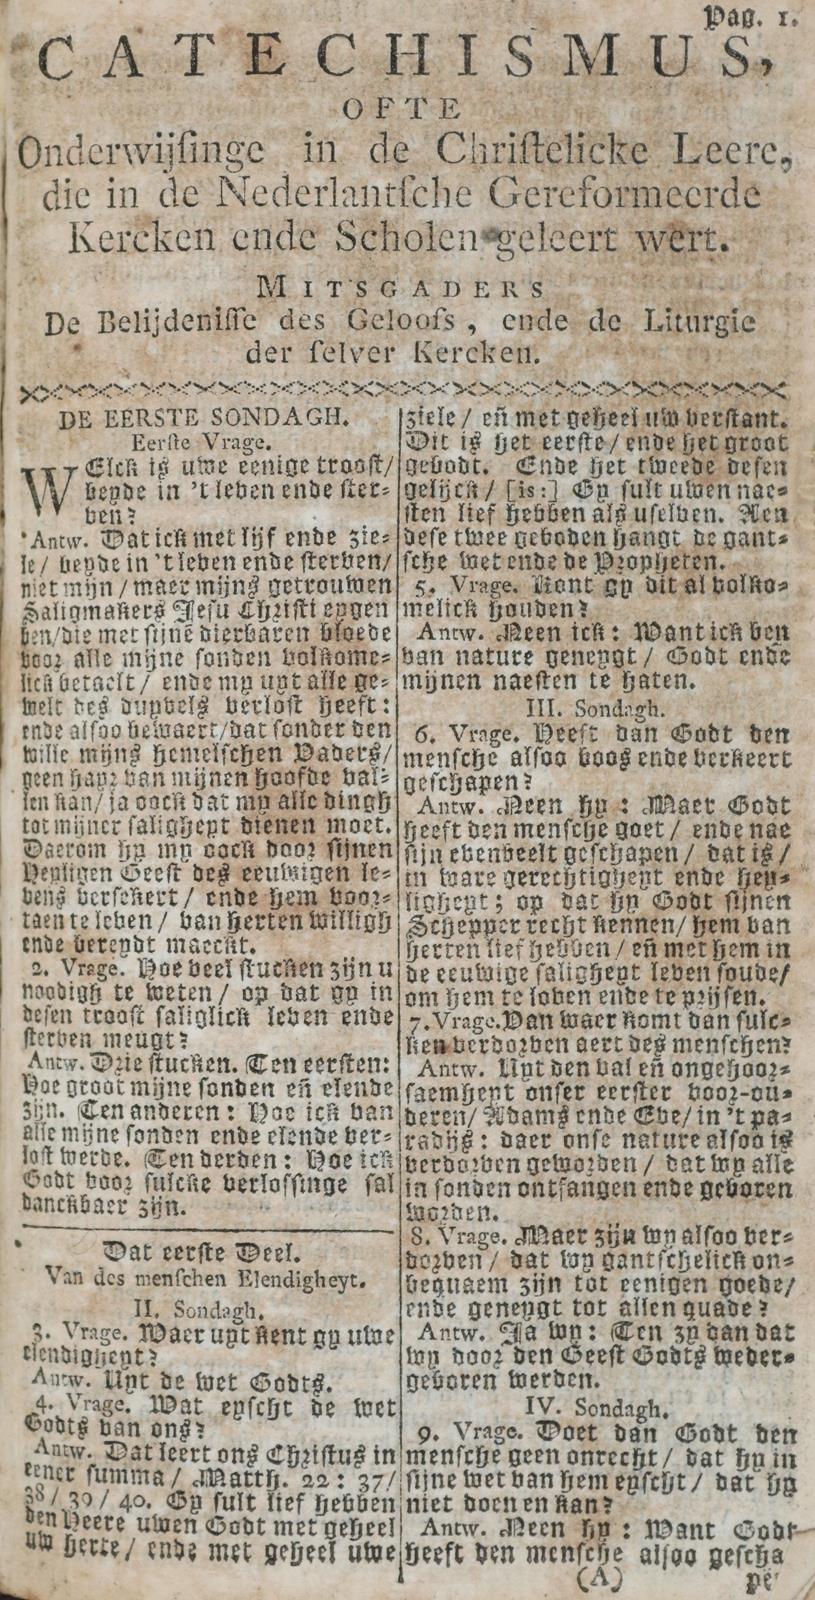 Pag. 1.
CATECHISMUS,
OFTE
Onderwijsinge in de Christelicke Leere,
die in de Nederlantsche Gereformeerde
Kercken ende Scholen geleert wert.
MITSGADERS
De Belijdenisse des Geloofs, ende de Liturgie
der selver Kercken.
DE EERSTE SONDAGH.
Eerste Vrage.
WElck is uwe eenige troost/
beyde in 't leven ende ster-
ven?
Antw. Dat ick met lijf ende zie-
le/ beyde in 't leven ende sterven/
niet mijn/ maer mijns getrouwen
Saligmakers Jesu Christi eygen
ben/die met sijnē dierbaren bloede
voor alle mijne sonden volkome-
lick betaelt/ ende my uyt alle ge-
welt des duyvels verlost heeft:
ende alsoo bewaert/dat sonder den
wille mijns hemelschen Vaders/
geen hayr van mijnen hoofde val-
len kan/ ja oock dat my alle dingh
tot mijner saligheyt dienen moet.
Daerom hy my oock door sijnen
Heyligen Geest des eeuwigen le-
vens versekert/ ende hem voor-
taen te leven/ van herten willigh
ende bereydt maeckt.
2. Vrage. Hoe veel stucken zijn u
noodigh te weten/ op dat gy in
desen troost saliglick leven ende
sterven meugt?
Antw. Drie stucken. Ten eersten:
Hoe groot mijne sonden eñ elende
zijn. Ten anderen: Hoe ick van
alle mijne sonden ende elende ver-
lost werde. Ten derden: Hoe ick
Godt voor sulcke verlossinge sal
danckbaer zijn.
Dat eerste Deel.
Van des menschen Elendigheyt.
II. Sondagh.
3. Vrage. Waer uyt kent gy uwe
elendigheyt?
Antw. Uyt de wet Godts.
4. Vrage. Wat eyscht de wet
Godts van ons?
Antw. Dat leert ons Christus in
eener summa/ Matth. 22: 37/
38/ 39/ 40. Gy sult lief hebben
den Heere uwen Godt met geheel
uw herte/ ende met geheel uwe
ziele/ eñ met geheel uw verstant.
Dit is het eerste/ ende het groot
gebodt. Ende het tweede desen
gelijck/ [is:] Gy sult uwen nae-
sten lief hebben als uselven. Aen
dese twee geboden hangt de gant-
sche wet ende de Propheten.
5. Vrage. Kont gy dit al volko-
melick houden?
Antw. Neen ick: Want ick ben
van nature geneygt/ Godt ende
mijnen naesten te haten.
III. Sondagh.
6. Vrage. Heeft dan Godt den
mensche alsoo boos ende verkeert
geschapen?
Antw. Neen hy: Maer Godt
heeft den mensche goet/ ende nae
sijn evenbeelt geschapen/ dat is/
in ware gerechtigheyt ende hey-
ligheyt; op dat hy Godt sijnen
Schepper recht kennen/ hem van
herten lief hebben/ eñ met hem in
de eeuwige saligheyt leven soude/
om hem te loven ende te prijsen.
7. Vrage. Van waer komt dan sulc-
ken verdorven aert des menschen?
Antw. Uyt den val eñ ongehoor-
saemheyt onser eerster voor-ou-
deren/ Adams ende Eve/ in 't pa-
radijs: daer onse nature alsoo is
verdorven geworden/ dat wy alle
in sonden ontfangen ende geboren
worden.
8. Vrage. Maer zijn wy alsoo ver-
dorven/ dat wy gantschelick on-
bequaem zijn tot eenigen goede/
ende geneygt tot allen quade?
Antw. Ja wy: Ten zy dan dat
wy door den Geest Godts weder-
geboren werden.
IV. Sondagh.
9. Vrage. Doet dan Godt den
mensche geen onrecht/ dat hy in
sijne wet van hem eyscht/ dat hy
niet doen en kan?
Antw. Neen hy: Want Godt
heeft den mensche alsoo gescha
(A) pe